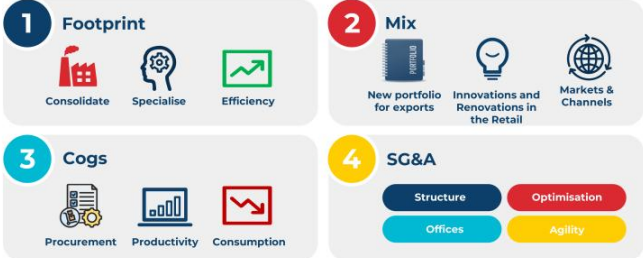 1 Footprint
Consolidate
Specialise
Efficiency
2 Mix
PORTFOLIO
New portfolio
for exports
Innovations and
Renovations in
the Retail
Markets &
Channels
3 Cogs
Procurement
Productivity
Consumption
4 SG&A
Structure
Optimisation
Offices
Agility